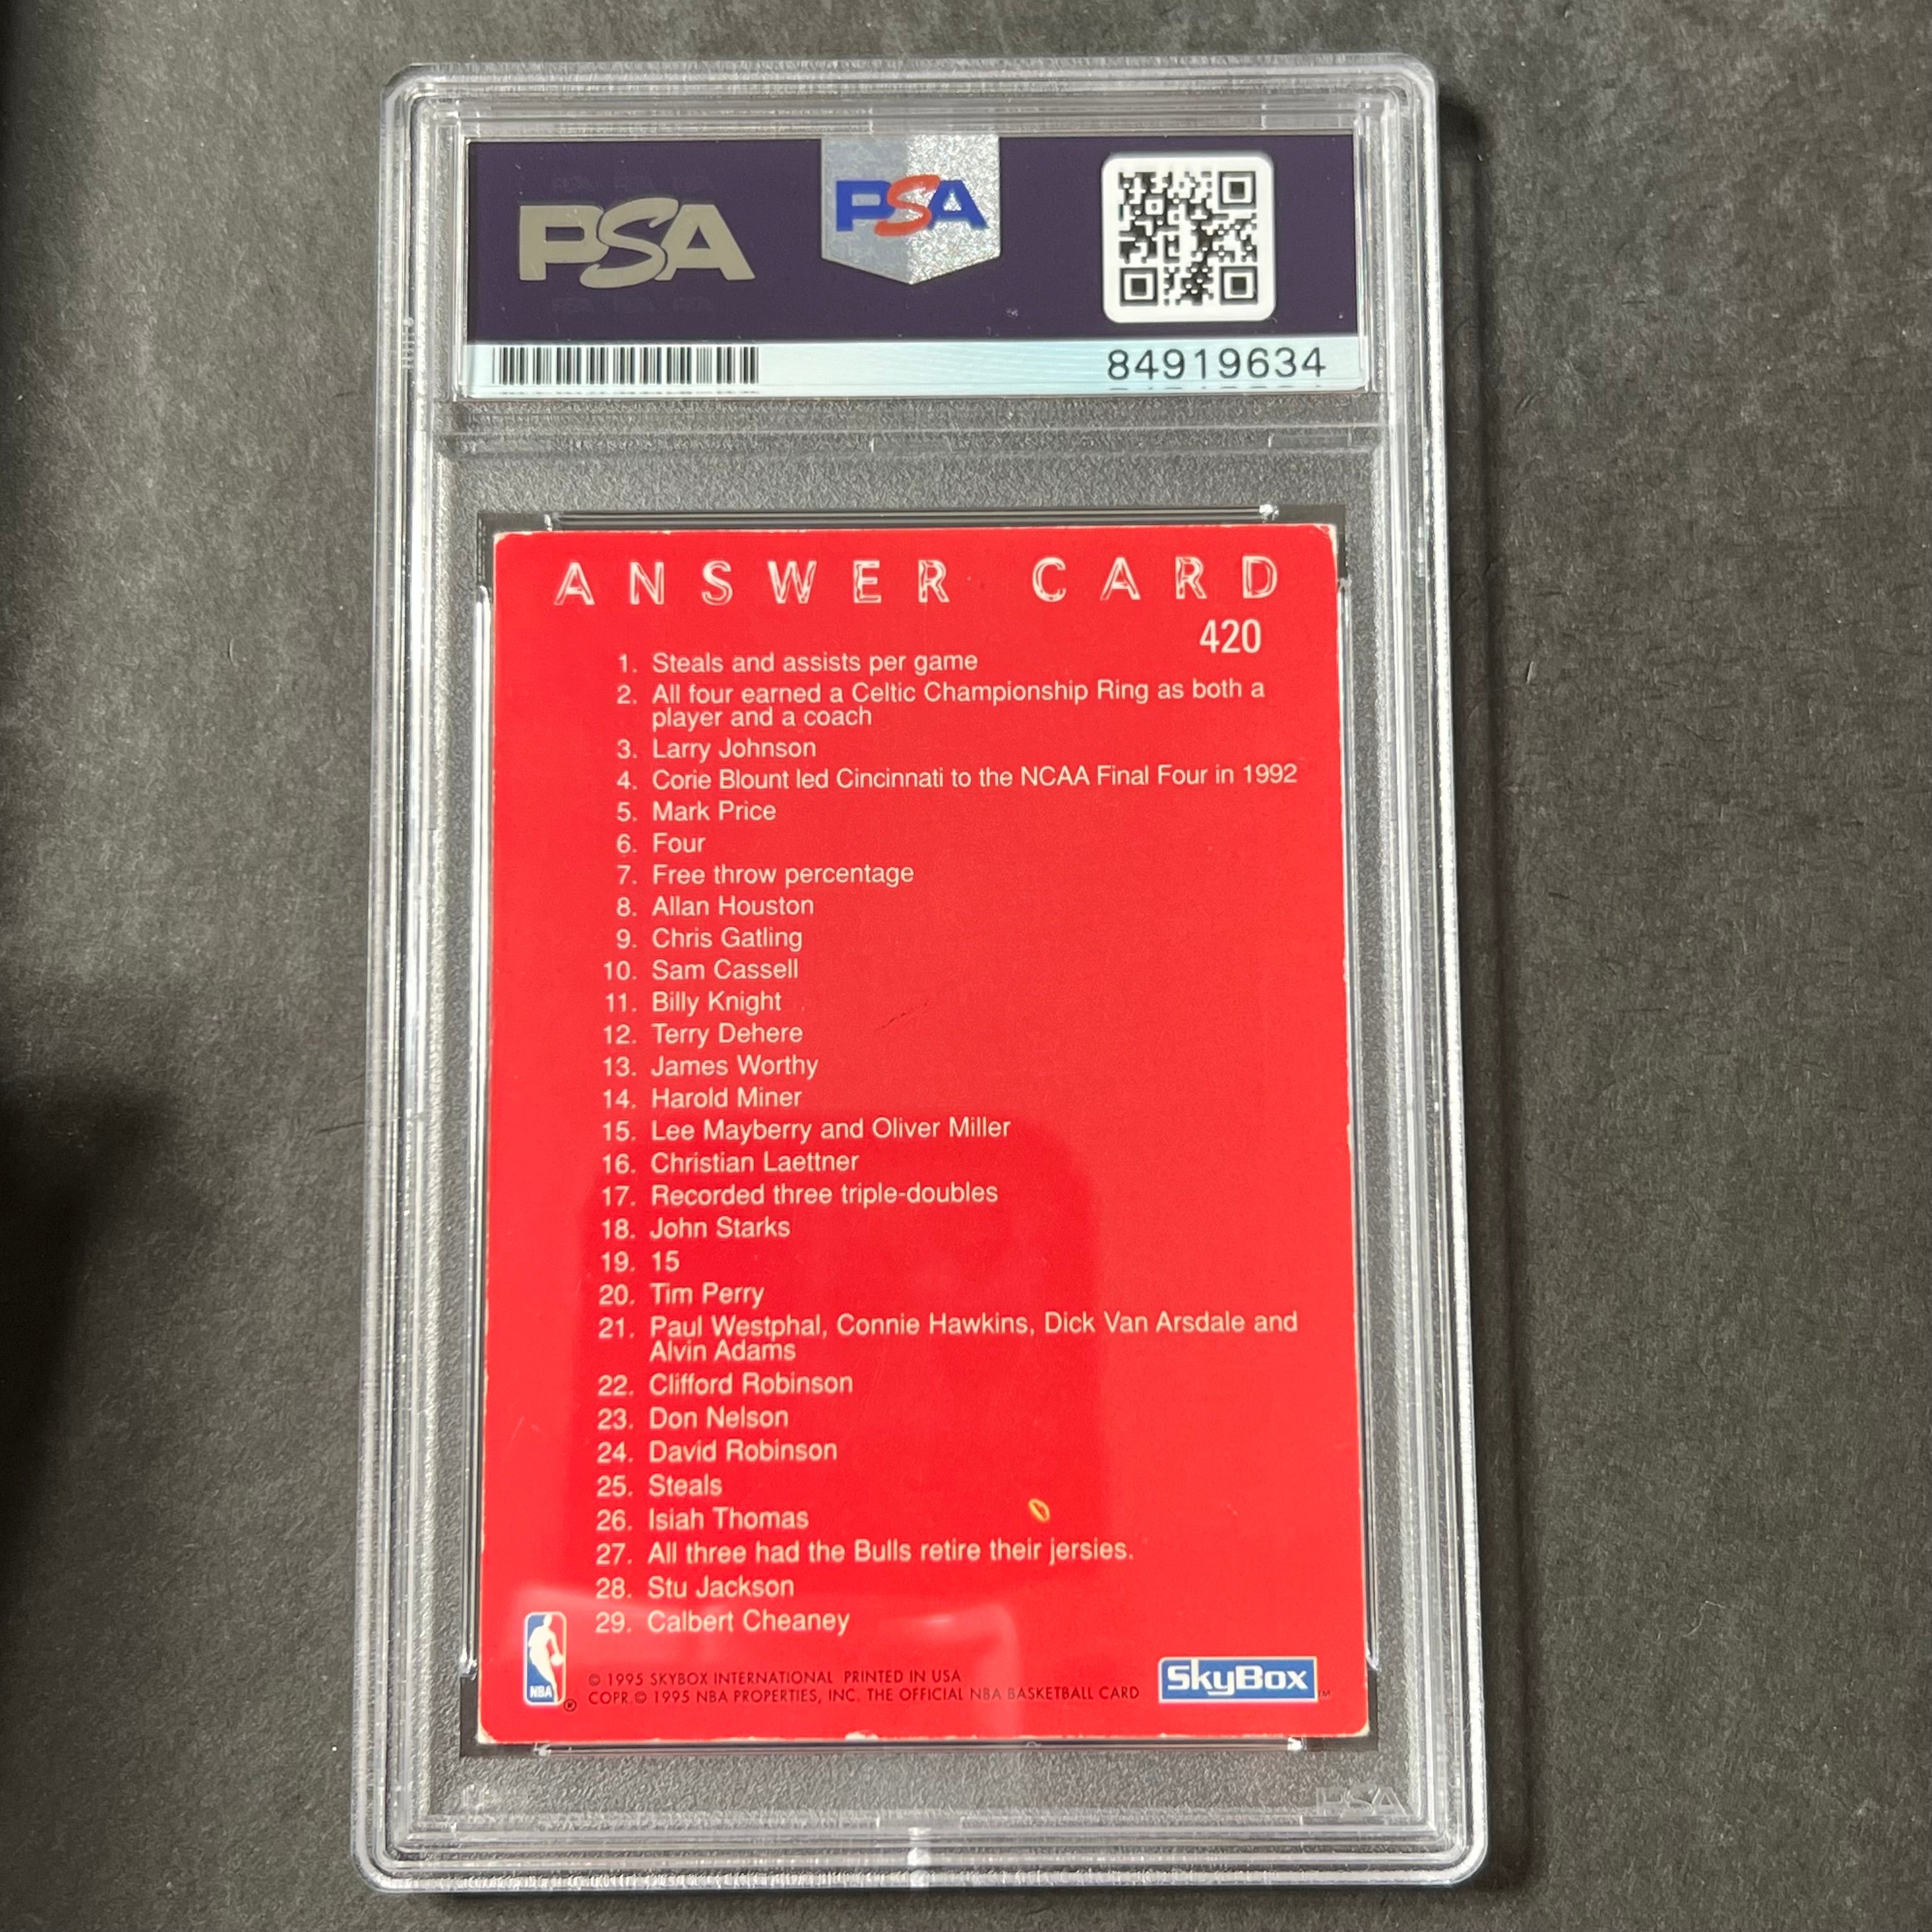 PSA
PSA
84919634
ANSWER CARD
420
1. Steals and assists per game
2. All four earned a Celtic Championship Ring as both a
player and a coach
3. Larry Johnson
4. Corie Blount led Cincinnati to the NCAA Final Four in 1992
5. Mark Price
6. Four
7. Free throw percentage
8. Allan Houston
9. Chris Gatling
10. Sam Cassell
11. Billy Knight
12. Terry Dehere
13. James Worthy
14. Harold Miner
15. Lee Mayberry and Oliver Miller
16. Christian Laettner
17. Recorded three triple-doubles
18. John Starks
19. 15
20. Tim Perry
21. Paul Westphal, Connie Hawkins, Dick Van Arsdale and
Alvin Adams
22. Clifford Robinson
23. Don Nelson
24. David Robinson
25. Steals
26. Isiah Thomas
27. All three had the Bulls retire their jersies.
28. Stu Jackson
29. Calbert Cheaney
NBA ®
© 1995 SKYBOX INTERNATIONAL PRINTED IN USA
COPR.© 1995 NBA PROPERTIES, INC. THE OFFICIAL NBA BASKETBALL CARD
SkyBox ™
PSA